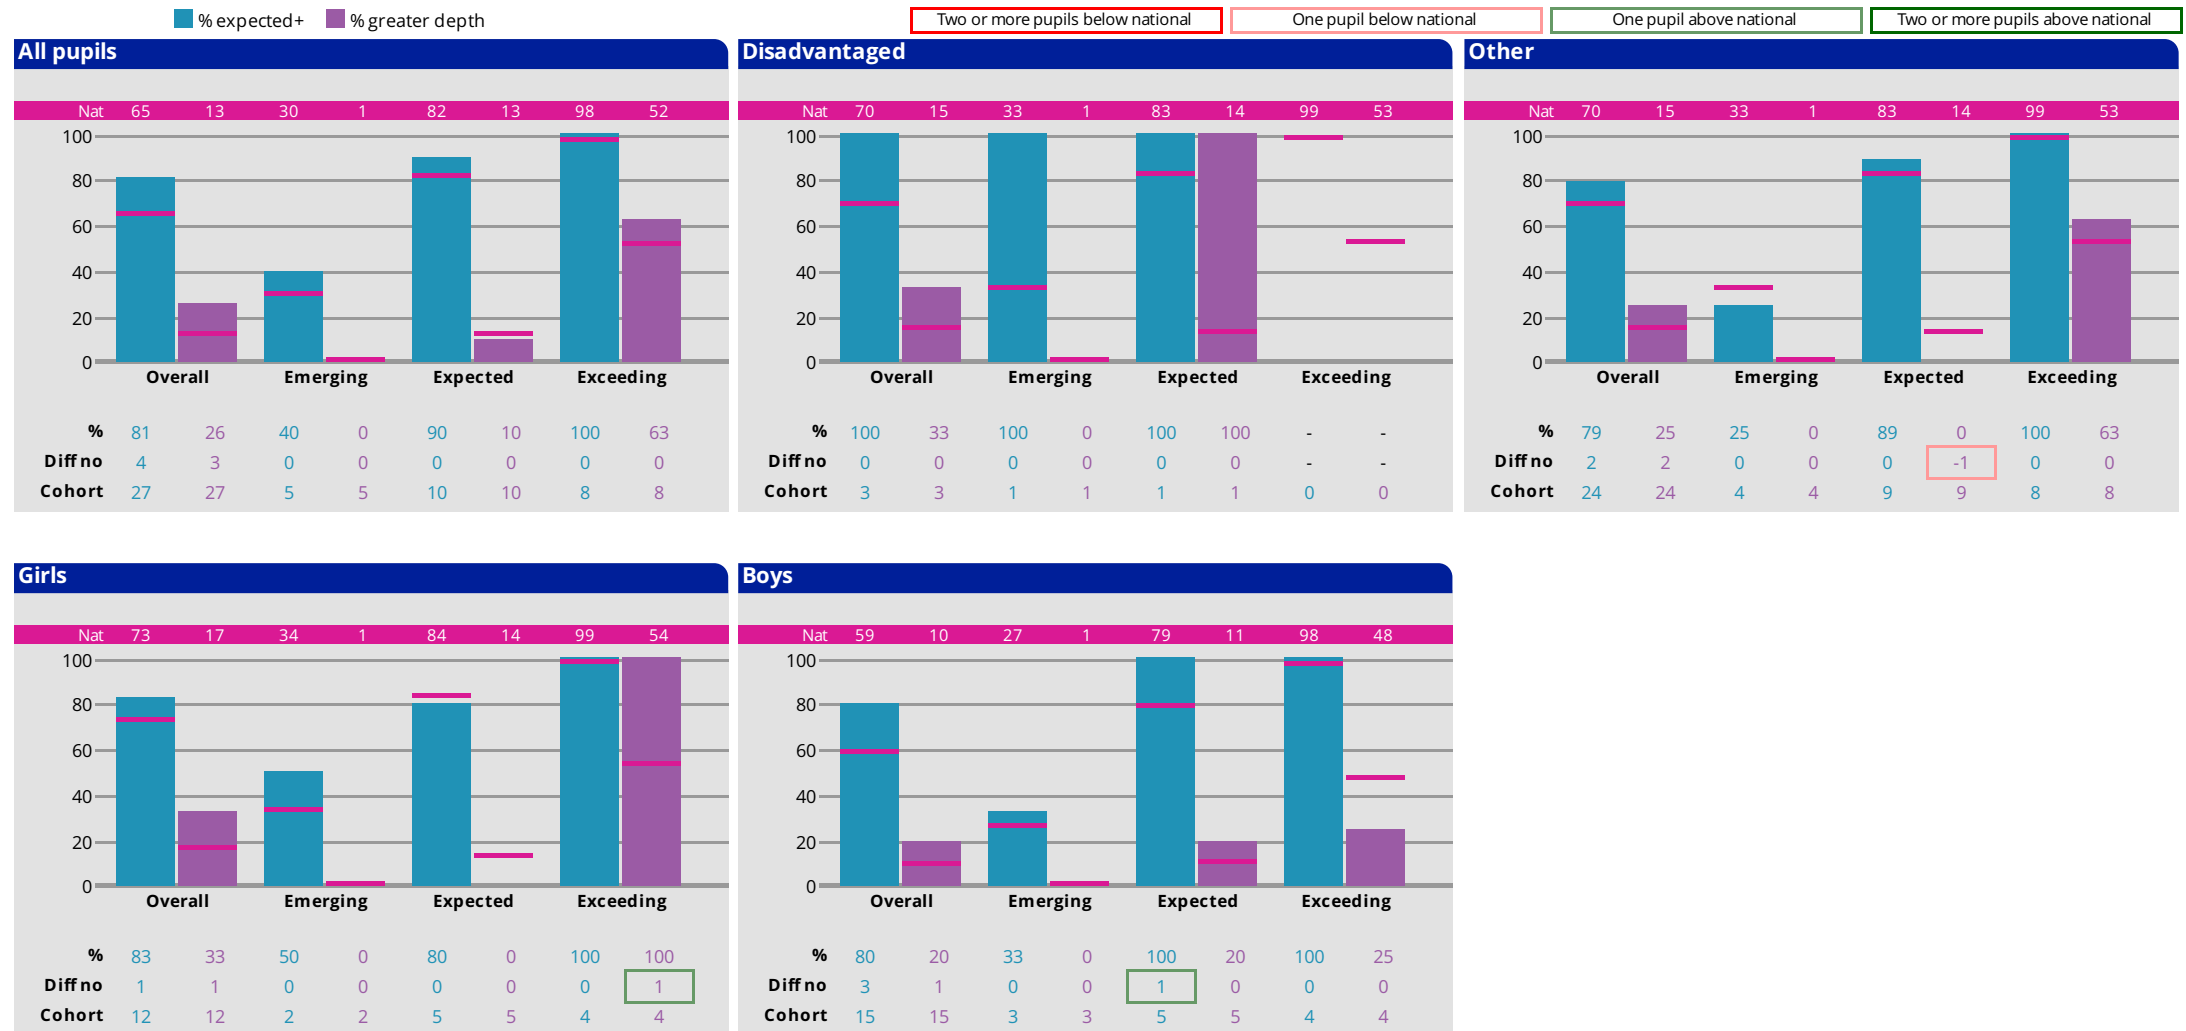 % expected+ % greater depth
Two or more pupils below national One pupil below national One pupil above national Two or more pupils above national
All pupils
Nat 65 13 30 1 82 13 98 52
100
80
60
40
20
0
Overall Emerging Expected Exceeding
% 81 26 40 0 90 10 100 63
Diff no 4 3 0 0 0 0 0 0
Cohort 27 27 5 5 10 10 8 8
Disadvantaged
Nat 70 15 33 1 83 14 99 53
100
80
60
40
20
0
Overall Emerging Expected Exceeding
% 100 33 100 0 100 100 - -
Diff no 0 0 0 0 0 0 - -
Cohort 3 3 1 1 1 1 0 0
Other
Nat 70 15 33 1 83 14 99 53
100
80
60
40
20
0
Overall Emerging Expected Exceeding
% 79 25 25 0 89 0 100 63
Diff no 2 2 0 0 0 -1 0 0
Cohort 24 24 4 4 9 9 8 8
Girls
Nat 73 17 34 1 84 14 99 54
100
80
60
40
20
0
Overall Emerging Expected Exceeding
% 83 33 50 0 80 0 100 100
Diff no 1 1 0 0 0 0 0 1
Cohort 12 12 2 2 5 5 4 4
Boys
Nat 59 10 27 1 79 11 98 48
100
80
60
40
20
0
Overall Emerging Expected Exceeding
% 80 20 33 0 100 20 100 25
Diff no 3 1 0 0 1 0 0 0
Cohort 15 15 3 3 5 5 4 4